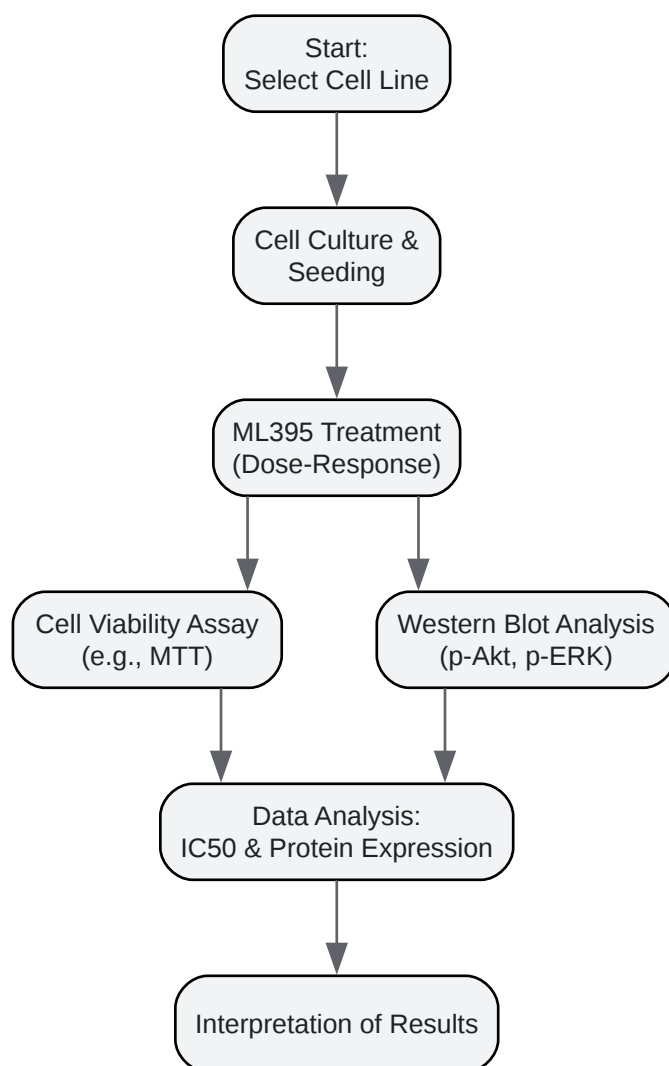 Start:
Select Cell Line
Cell Culture &
Seeding
ML395 Treatment
(Dose-Response)
Cell Viability Assay
(e.g., MTT)
Western Blot Analysis
(p-Akt, p-ERK)
Data Analysis:
IC50 & Protein Expression
Interpretation of Results